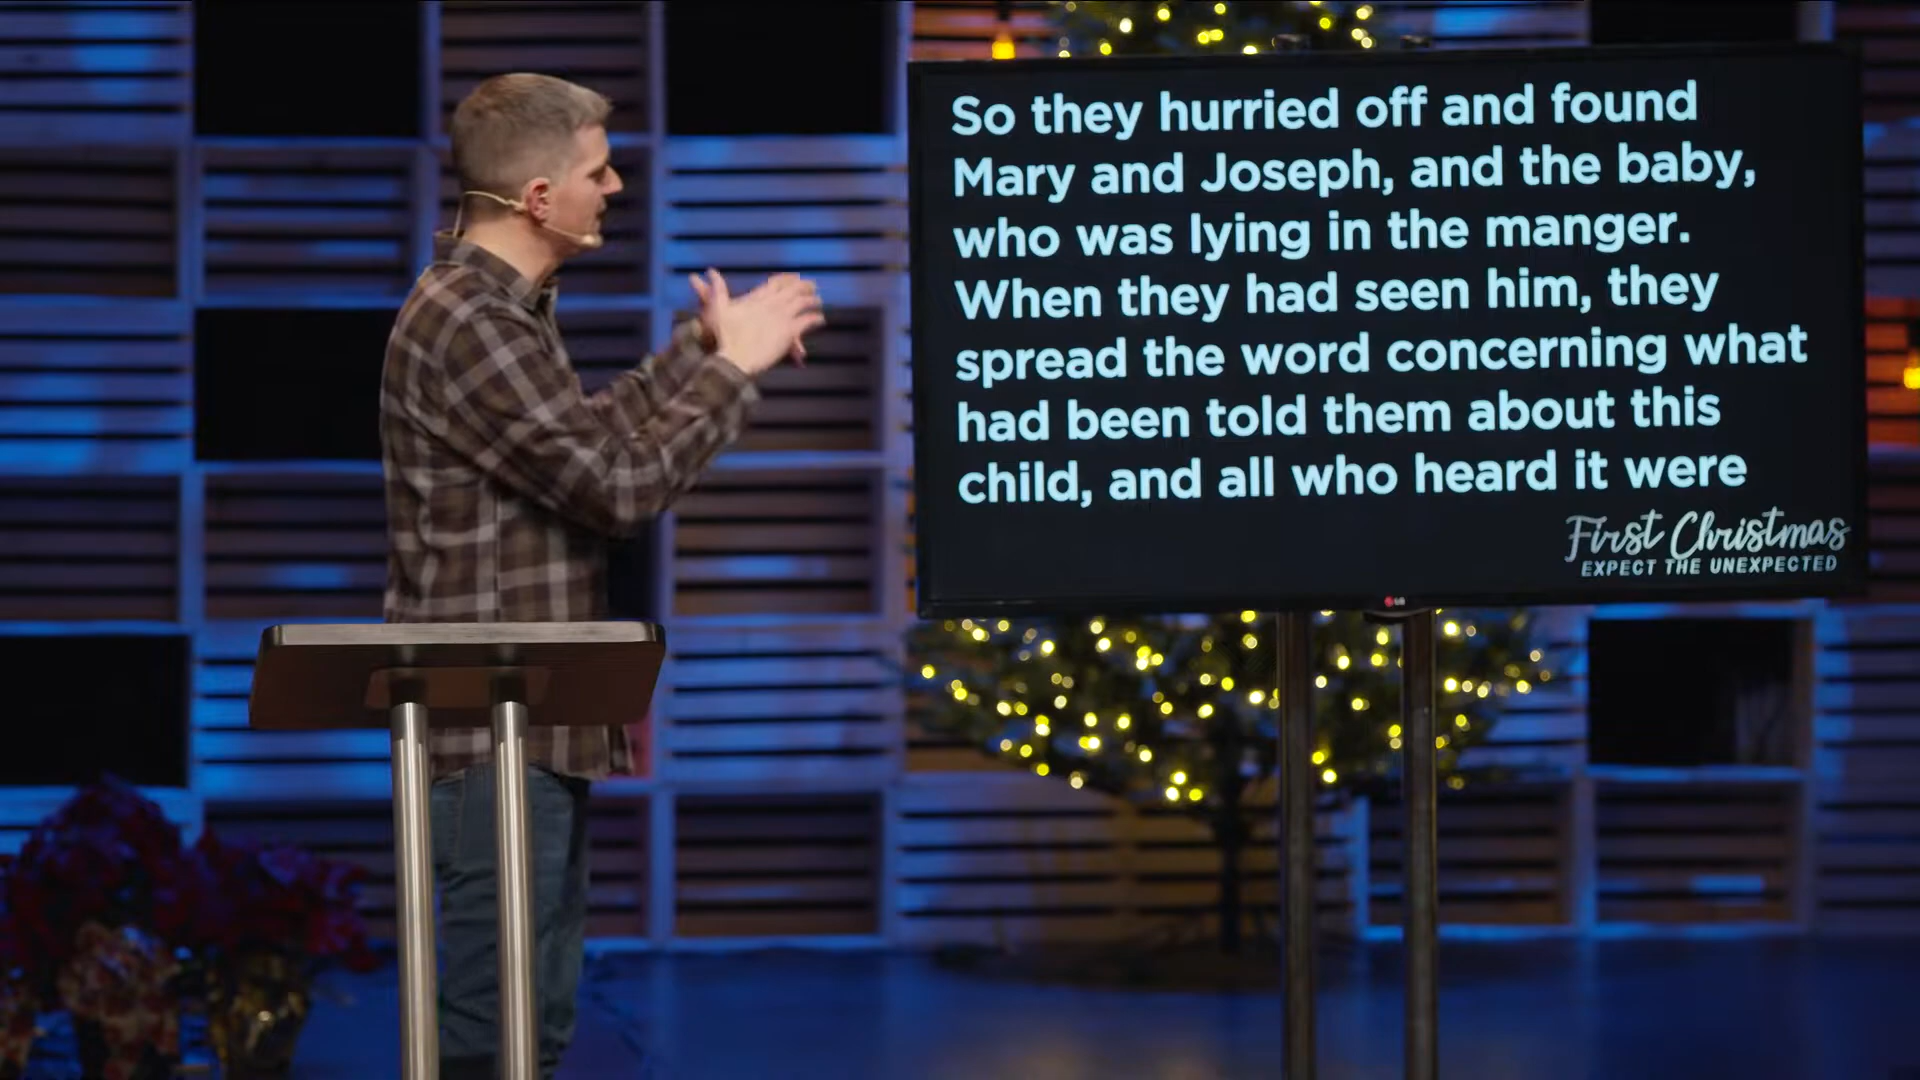 So they hurried off and found
Mary and Joseph, and the baby,
who was lying in the manger.
When they had seen him, they
spread the word concerning what
had been told them about this
child, and all who heard it were
First Christmas
EXPECT THE UNEXPECTED
LG